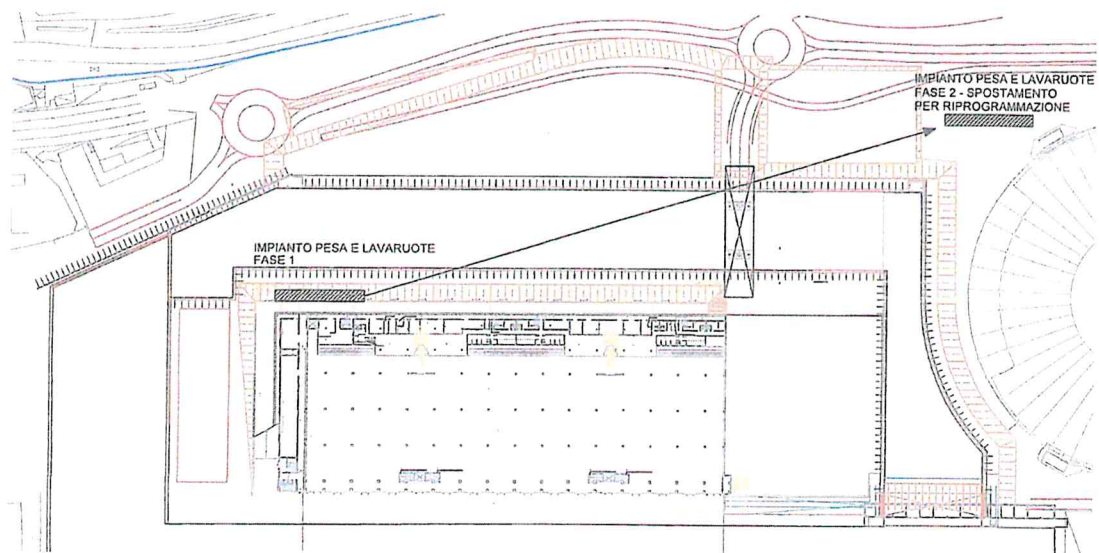 IMPIANTO PESA E LAVARUOTE
FASE 2 - SPOSTAMENTO
PER RIPROGRAMMAZIONE
IMPIANTO PESA E LAVARUOTE
FASE 1